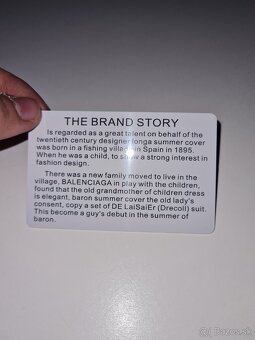 THE BRAND STORY
Is regarded as a great talent on behalf of the
twentieth century designer longa summer cover
was born in a fishing village in Spain in 1895.
When he was a child, to show a strong interest in
fashion design.
There was a new family moved to live in the
village, BALENCIAGA in play with the children,
found that the old grandmother of children dress
is elegant, baron summer cover the old lady's
consent, copy a set of DE LaiSaiEr (Drecoll) suit.
This become a guy's debut in the summer of
baron.
sk.bazar.sk